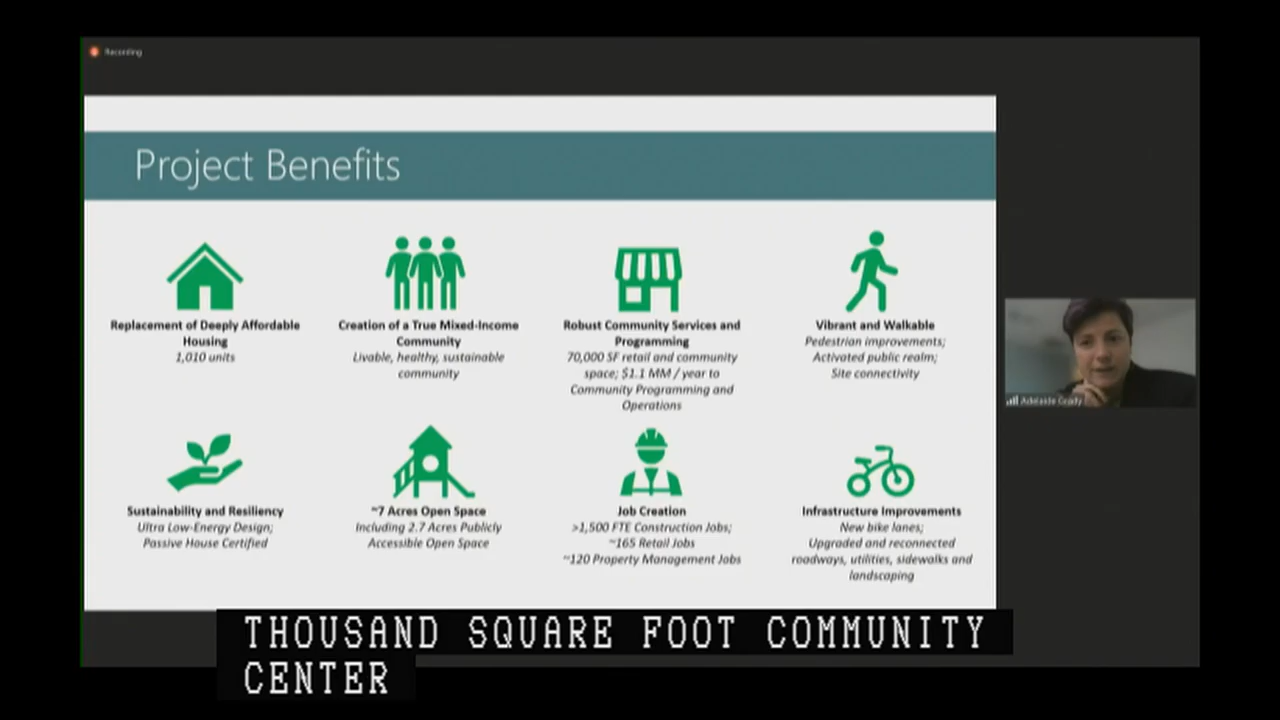 Recording
Project Benefits
Replacement of Deeply Affordable
Housing
1,010 units
Creation of a True Mixed-Income
Community
Livable, healthy, sustainable
community
Robust Community Services and
Programming
70,000 SF retail and community
space; $1.1 MM / year to
Community Programming and
Operations
Vibrant and Walkable
Pedestrian improvements;
Activated public realm;
Site connectivity
Sustainability and Resiliency
Ultra Low-Energy Design;
Passive House Certified
~7 Acres Open Space
Including 2.7 Acres Publicly
Accessible Open Space
Job Creation
>1,500 FTE Construction Jobs;
~165 Retail Jobs
~120 Property Management Jobs
Infrastructure Improvements
New bike lanes;
Upgraded and reconnected
roadways, utilities, sidewalks and
landscaping
Adelaide Grady
THOUSAND SQUARE FOOT COMMUNITY
CENTER